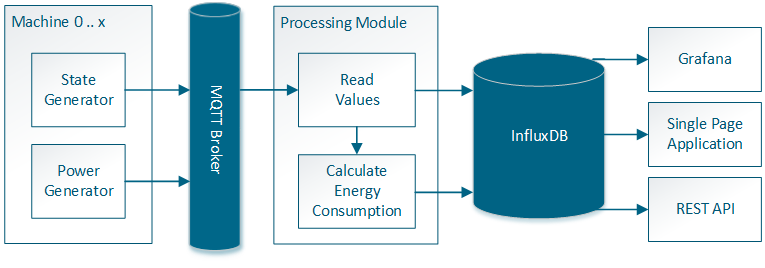 Machine 0 .. x
State
Generator
Power
Generator
MQTT Broker
Processing Module
Read
Values
Calculate
Energy
Consumption
InfluxDB
Grafana
Single Page
Application
REST API